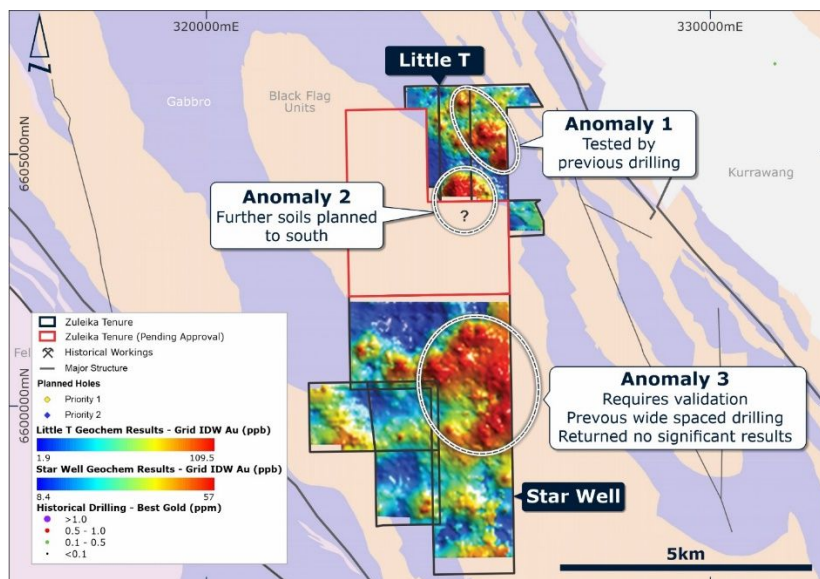 320000mE
330000mE
6605000mN
6600000mN
N
Little T
Gabbro
Black Flag
Units
Anomaly 1
Tested by
previous drilling
Kurrawang
Anomaly 2
Further soils planned
to south
?
Fel
Anomaly 3
Requires validation
Prevous wide spaced drilling
Returned no significant results
Star Well
5km
Zuleika Tenure
Zuleika Tenure (Pending Approval)
Historical Workings
Major Structure
Planned Holes
Priority 1
Priority 2
Little T Geochem Results - Grid IDW Au (ppb)
1.9 109.5
Star Well Geochem Results - Grid IDW Au (ppb)
8.4 57
Historical Drilling - Best Gold (ppm)
>1.0
0.5 - 1.0
0.1 - 0.5
<0.1